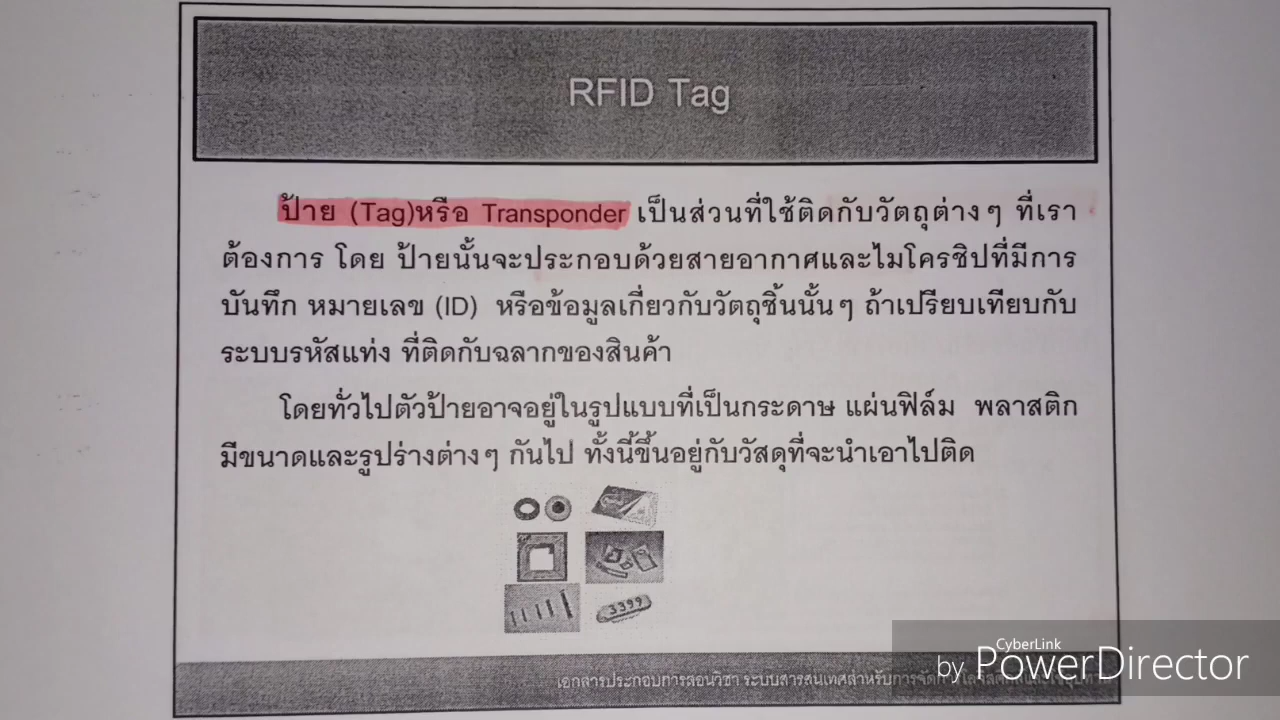 RFID Tag
ป้าย (Tag)หรือ Transponder เป็นส่วนที่ใช้ติดกับวัตถุต่างๆ ที่เรา
ต้องการ โดย ป้ายนั้นจะประกอบด้วยสายอากาศและไมโครชิปที่มีการ
บันทึก หมายเลข (ID) หรือข้อมูลเกี่ยวกับวัตถุชิ้นนั้นๆ ถ้าเปรียบเทียบกับ
ระบบรหัสแท่ง ที่ติดกับฉลากของสินค้า
โดยทั่วไปตัวป้ายอาจอยู่ในรูปแบบที่เป็นกระดาษ แผ่นฟิล์ม พลาสติก
มีขนาดและรูปร่างต่างๆ กันไป ทั้งนี้ขึ้นอยู่กับวัสดุที่จะนำเอาไปติด
3399
เอกสารประกอบการสอนวิชา ระบบสารสนเทศสำหรับการจัดการ
CyberLink
by PowerDirector